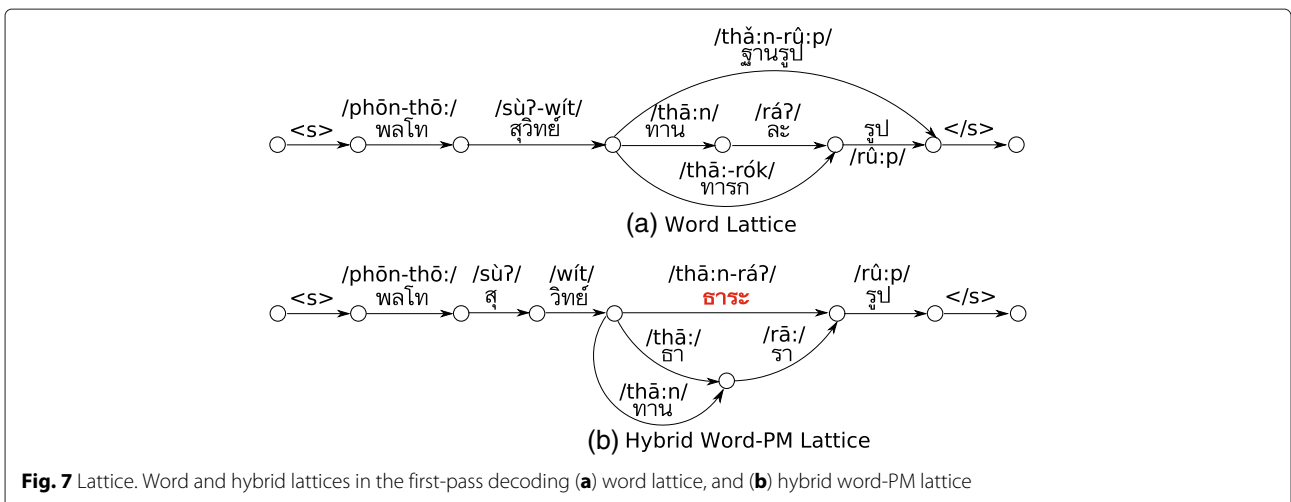 /thǎ:n-rû:p/
ฐานรูป
<s>
/phōn-thō:/
พลโท
/sùʔ-wít/
สุวิทย์
/thā:n/
ทาน
/ráʔ/
ละ
รูป
/rû:p/
</s>
/thā:-rók/
ทารก
(a) Word Lattice
<s>
/phōn-thō:/
พลโท
/sùʔ/
สุ
/wít/
วิทย์
/thā:n-ráʔ/
ธาระ
/rû:p/
รูป
</s>
/thā:/
ธา
/rā:/
รา
/thā:n/
ทาน
(b) Hybrid Word-PM Lattice
Fig. 7 Lattice. Word and hybrid lattices in the first-pass decoding (a) word lattice, and (b) hybrid word-PM lattice